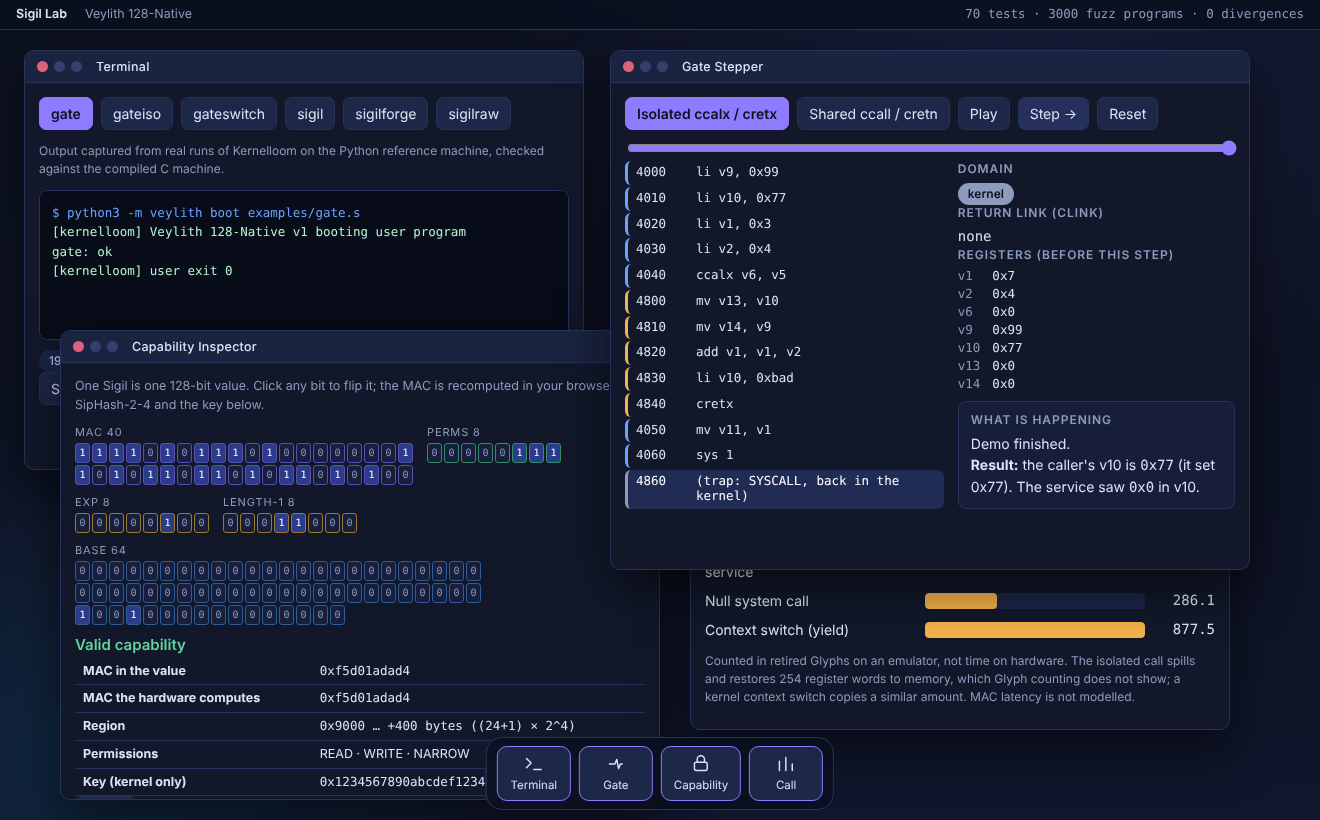 Sigil Lab Veylith 128-Native 70 tests · 3000 fuzz programs · 0 divergences
Terminal
gate gateiso gateswitch sigil sigilforge sigilraw
Output captured from real runs of Kernelloom on the Python reference machine, checked
against the compiled C machine.
$ python3 -m veylith boot examples/gate.s
[kernelloom] Veylith 128-Native v1 booting user program
gate: ok
[kernelloom] user exit 0
19
S
Capability Inspector
One Sigil is one 128-bit value. Click any bit to flip it; the MAC is recomputed in your browse
SipHash-2-4 and the key below.
MAC 40 PERMS 8
1 1 1 1 0 1 0 1 1 1 0 1 0 0 0 0 0 0 0 1 0 0 0 0 0 1 1 1
1 0 1 0 1 1 0 1 1 0 1 0 1 1 0 1 0 1 0 0
EXP 8 LENGTH-1 8
0 0 0 0 0 1 0 0 0 0 0 1 1 0 0 0
BASE 64
0 0 0 0 0 0 0 0 0 0 0 0 0 0 0 0 0 0 0 0 0 0 0 0
0 0 0 0 0 0 0 0 0 0 0 0 0 0 0 0 0 0 0 0 0 0 0 0
1 0 0 1 0 0 0 0 0 0 0 0 0 0 0 0
Valid capability
MAC in the value 0xf5d01adad4
MAC the hardware computes 0xf5d01adad4
Region 0x9000 … +400 bytes ((24+1) × 2^4)
Permissions READ · WRITE · NARROW
Key (kernel only) 0x1234567890abcdef1234
Gate Stepper
Isolated ccalx / cretx Shared ccall / cretn Play Step → Reset
4000 li v9, 0x99
4010 li v10, 0x77
4020 li v1, 0x3
4030 li v2, 0x4
4040 ccalx v6, v5
4800 mv v13, v10
4810 mv v14, v9
4820 add v1, v1, v2
4830 li v10, 0xbad
4840 cretx
4050 mv v11, v1
4060 sys 1
4860 (trap: SYSCALL, back in the
kernel)
DOMAIN
kernel
RETURN LINK (CLINK)
none
REGISTERS (BEFORE THIS STEP)
v1 0x7
v2 0x4
v6 0x0
v9 0x99
v10 0x77
v13 0x0
v14 0x0
WHAT IS HAPPENING
Demo finished.
Result: the caller's v10 is 0x77 (it set
0x77). The service saw 0x0 in v10.
service
Null system call 286.1
Context switch (yield) 877.5
Counted in retired Glyphs on an emulator, not time on hardware. The isolated call spills
and restores 254 register words to memory, which Glyph counting does not show; a
kernel context switch copies a similar amount. MAC latency is not modelled.
Terminal Gate Capability Call